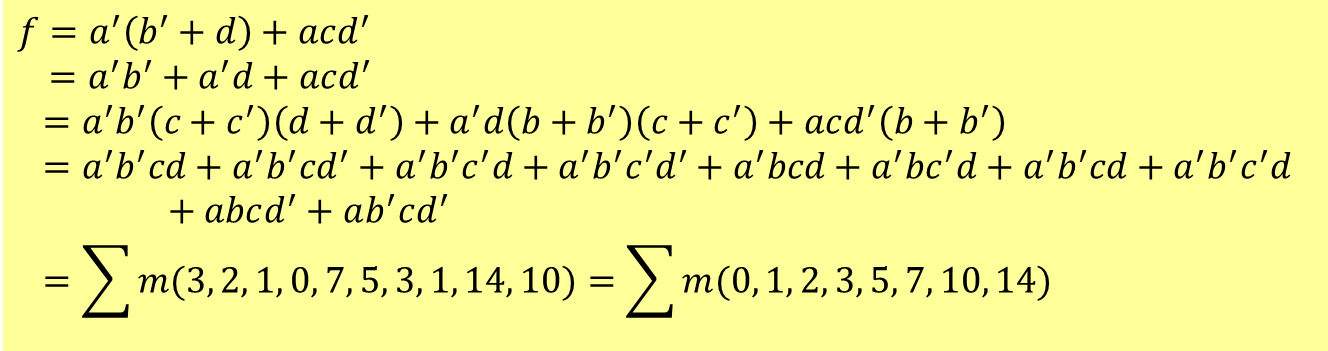 f = a′(b′ + d) + acd′
= a′b′ + a′d + acd′
= a′b′(c + c′)(d + d′) + a′d(b + b′)(c + c′) + acd′(b + b′)
= a′b′cd + a′b′cd′ + a′b′c′d + a′b′c′d′ + a′bcd + a′bc′d + a′b′cd + a′b′c′d
+ abcd′ + ab′cd′
= ∑ m(3, 2, 1, 0, 7, 5, 3, 1, 14, 10) = ∑ m(0, 1, 2, 3, 5, 7, 10, 14)